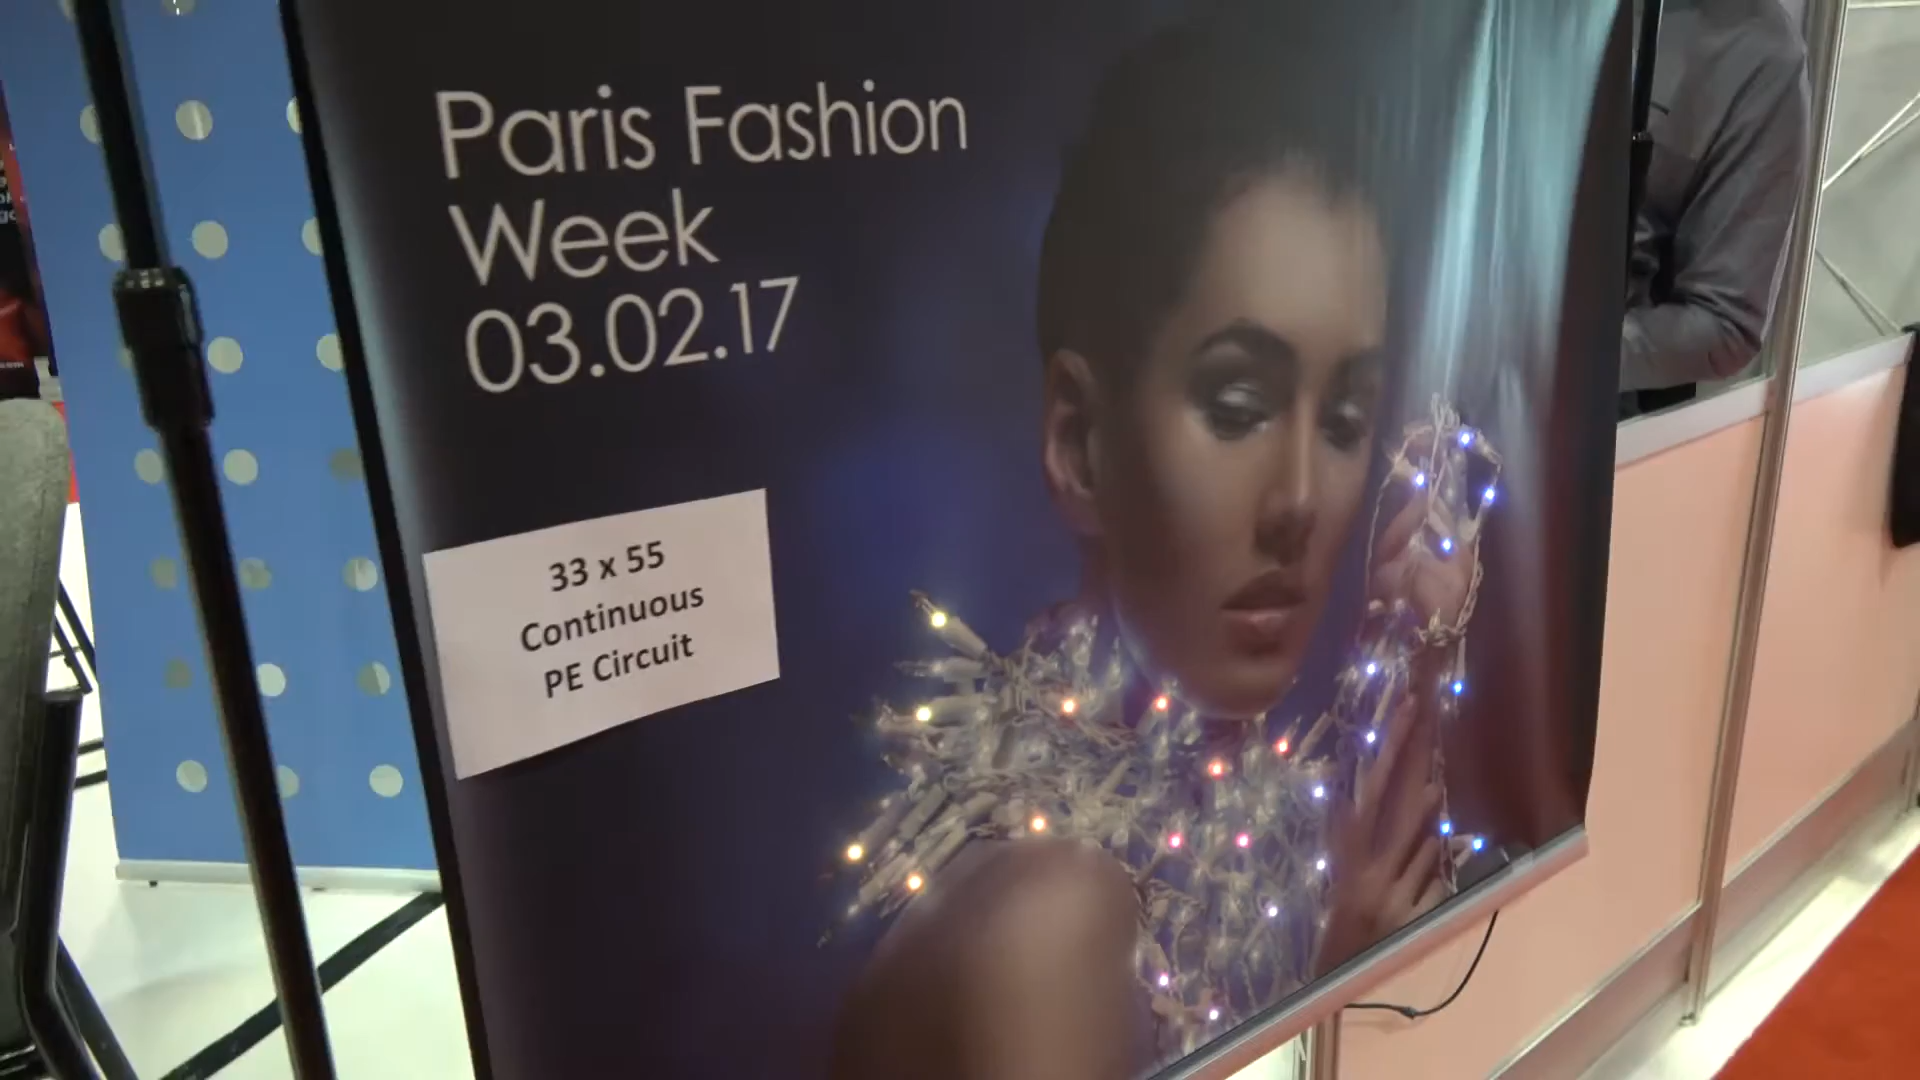 Paris Fashion
Week
03.02.17
33 x 55
Continuous
PE Circuit